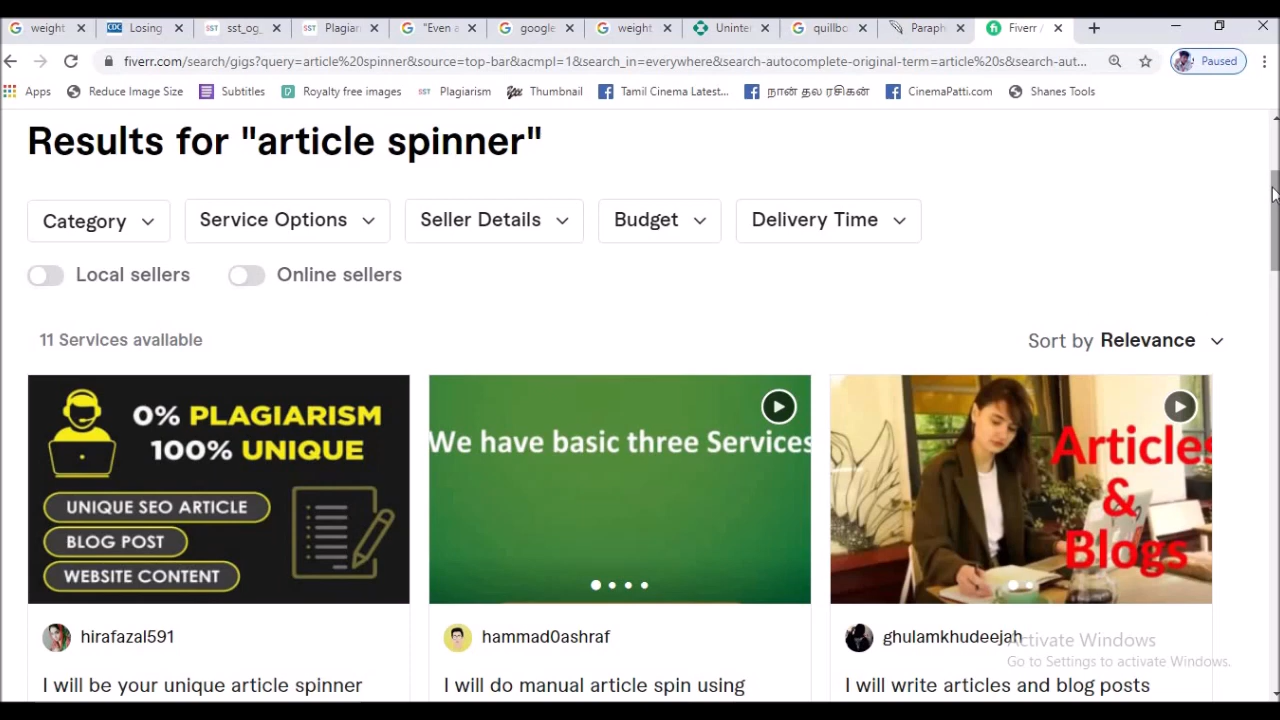 weight
Losing
sst_og_
Plagiar
"Even a
google
weight
Uninte
quillbo
Paraph
Fiverr /
fiverr.com/search/gigs?query=article%20spinner&source=top-bar&acmpl=1&search_in=everywhere&search-autocomplete-original-term=article%20s&search-aut...
Paused
Apps
Reduce Image Size
Subtitles
Royalty free images
Plagiarism
Thumbnail
Tamil Cinema Latest...
நான் தல ரசிகன்
CinemaPatti.com
Shanes Tools
Results for "article spinner"
Category
Service Options
Seller Details
Budget
Delivery Time
Local sellers
Online sellers
11 Services available
Sort by Relevance
0% PLAGIARISM
100% UNIQUE
UNIQUE SEO ARTICLE
BLOG POST
WEBSITE CONTENT
We have basic three Services
Articles
&
Blogs
hirafazal591
hammad0ashraf
ghulamkhudeejah
Activate Windows
Go to Settings to activate Windows.
I will be your unique article spinner
I will do manual article spin using
I will write articles and blog posts